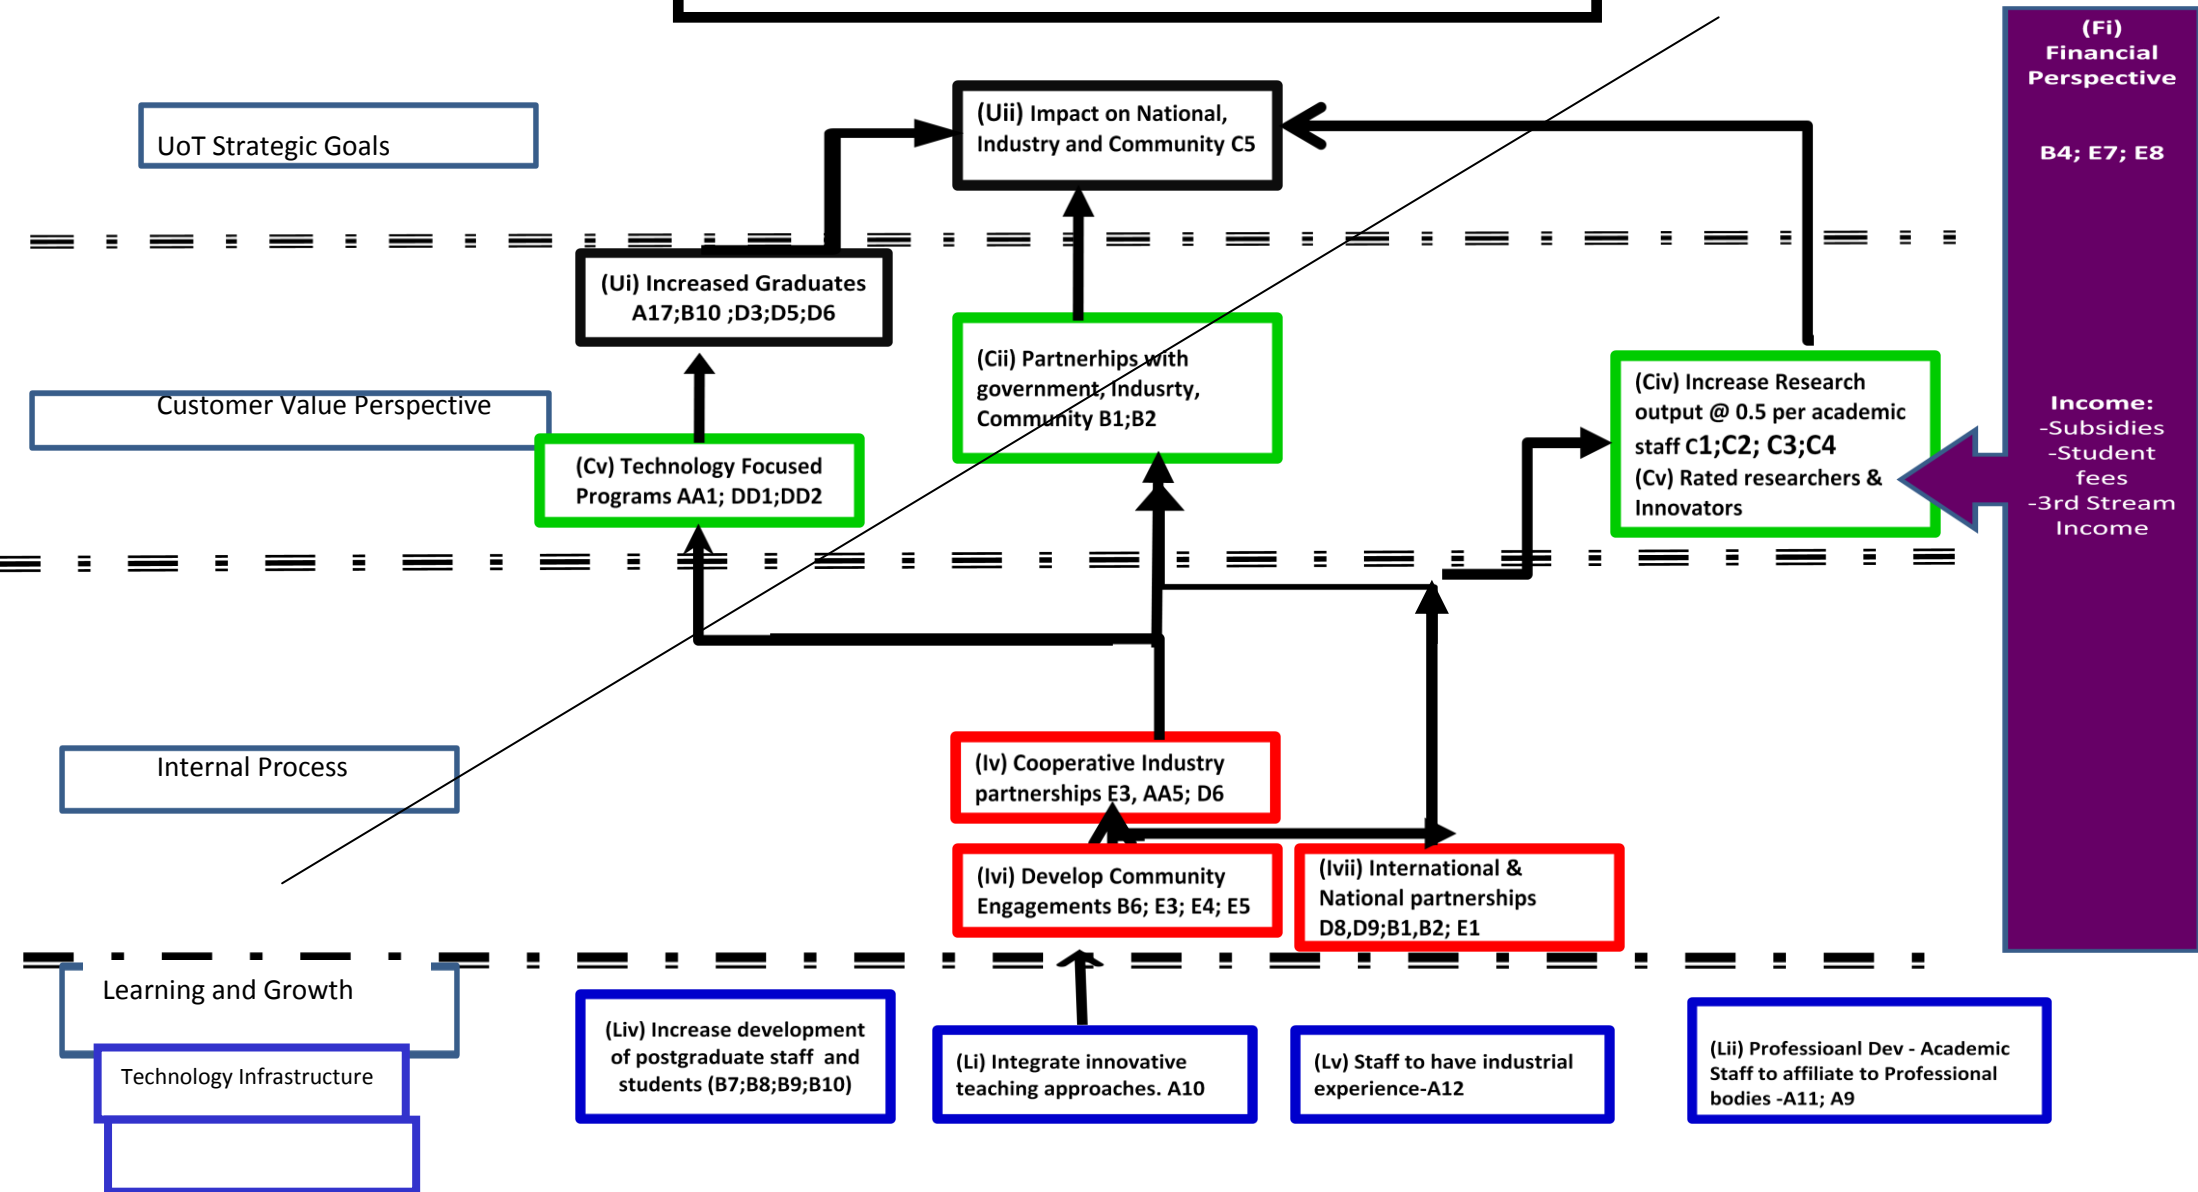 UoT Strategic Goals
(Uii) Impact on National,
Industry and Community C5
(Fi)
Financial
Perspective
B4; E7; E8
(Ui) Increased Graduates
A17;B10 ;D3;D5;D6
Customer Value Perspective
(Cii) Partnerhips with
government, Indusrty,
Community B1;B2
(Civ) Increase Research
output @ 0.5 per academic
staff C1;C2; C3;C4
(Cv) Rated researchers &
Innovators
Income:
-Subsidies
-Student
fees
-3rd Stream
Income
(Cv) Technology Focused
Programs AA1; DD1;DD2
Internal Process
(Iv) Cooperative Industry
partnerships E3, AA5; D6
(Ivi) Develop Community
Engagements B6; E3; E4; E5
(Ivii) International &
National partnerships
D8,D9;B1,B2; E1
Learning and Growth
Technology Infrastructure
(Liv) Increase development
of postgraduate staff and
students (B7;B8;B9;B10)
(Li) Integrate innovative
teaching approaches. A10
(Lv) Staff to have industrial
experience-A12
(Lii) Professioanl Dev - Academic
Staff to affiliate to Professional
bodies -A11; A9